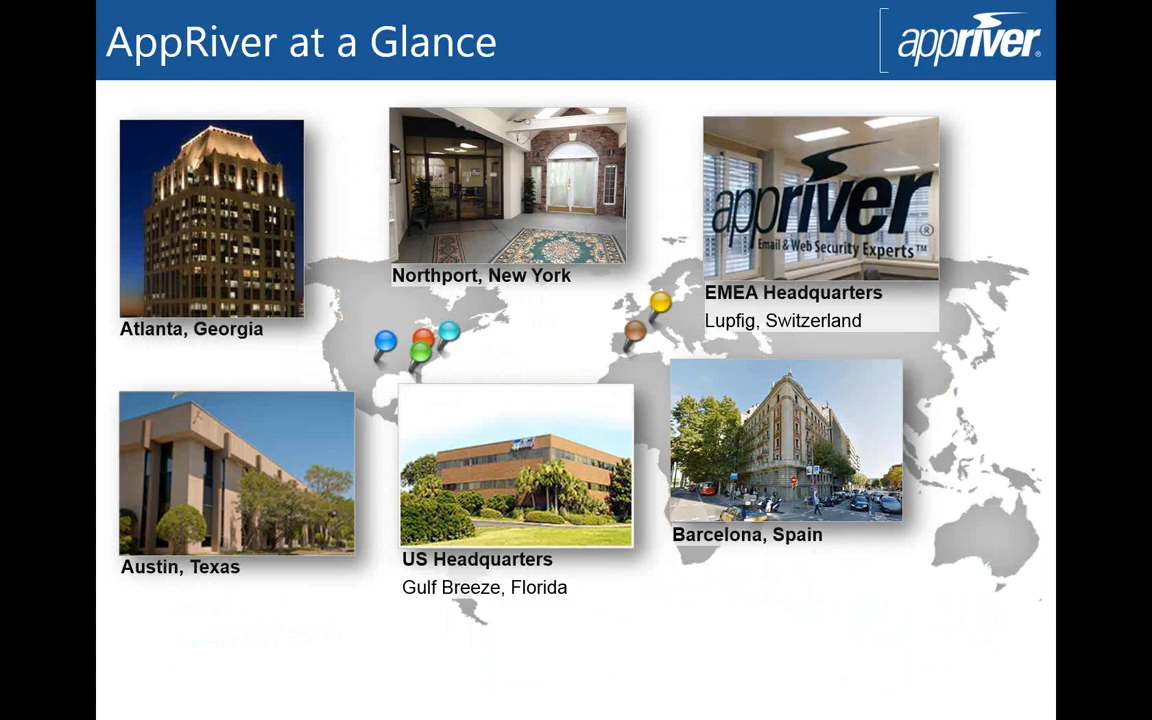 AppRiver at a Glance
appriver®
Atlanta, Georgia
Northport, New York
appriver®
Email & Web Security Experts™
EMEA Headquarters
Lupfig, Switzerland
Austin, Texas
US Headquarters
Gulf Breeze, Florida
Barcelona, Spain